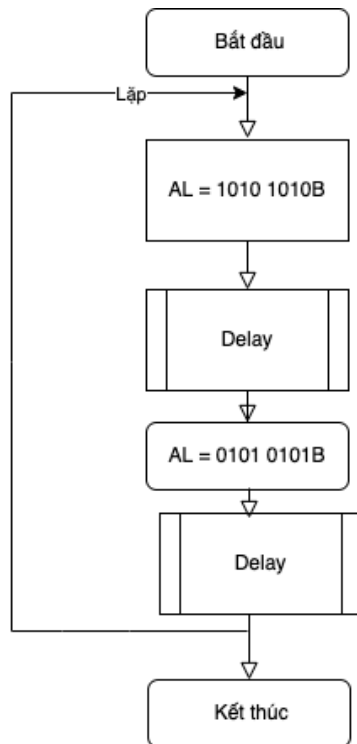 Bắt đầu
Lặp
AL = 1010 1010B
Delay
AL = 0101 0101B
Delay
Kết thúc